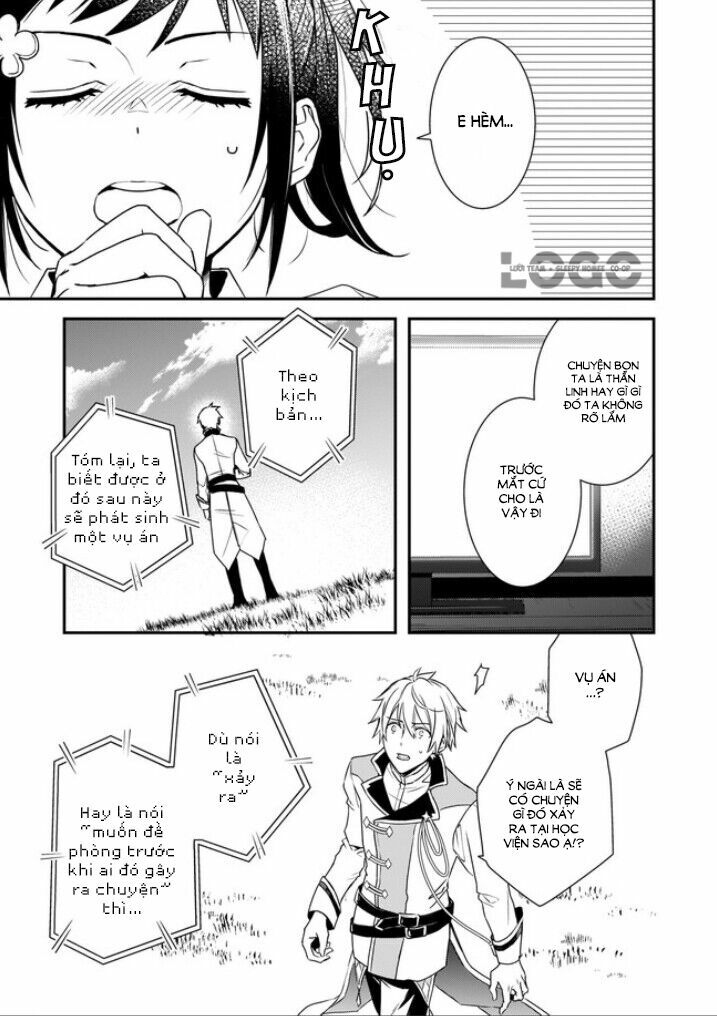 E HÈM...
KHU.
LOGO
LƯỜI TEAM + SLEEPY HOMEE CO-OP
CHUYỆN BỌN
TA LÀ THẦN
LINH HAY GÌ GÌ
ĐÓ TA KHÔNG
RÕ LẮM
TRƯỚC
MẮT CỨ
CHO LÀ
VẬY ĐI
Theo
kịch
bản...
Tóm lại, ta
biết được ở
đó sau này
sẽ phát sinh
một vụ án
VỤ ÁN
...?
Ý NGÀI LÀ SẼ
CÓ CHUYỆN
GÌ ĐÓ XẢY
RA TẠI HỌC
VIỆN SAO Ạ!?
Dù nói
là
"xảy
ra"
Hay là nói
"muốn đề
phòng trước
khi ai đó gây
ra chuyện"
thì...